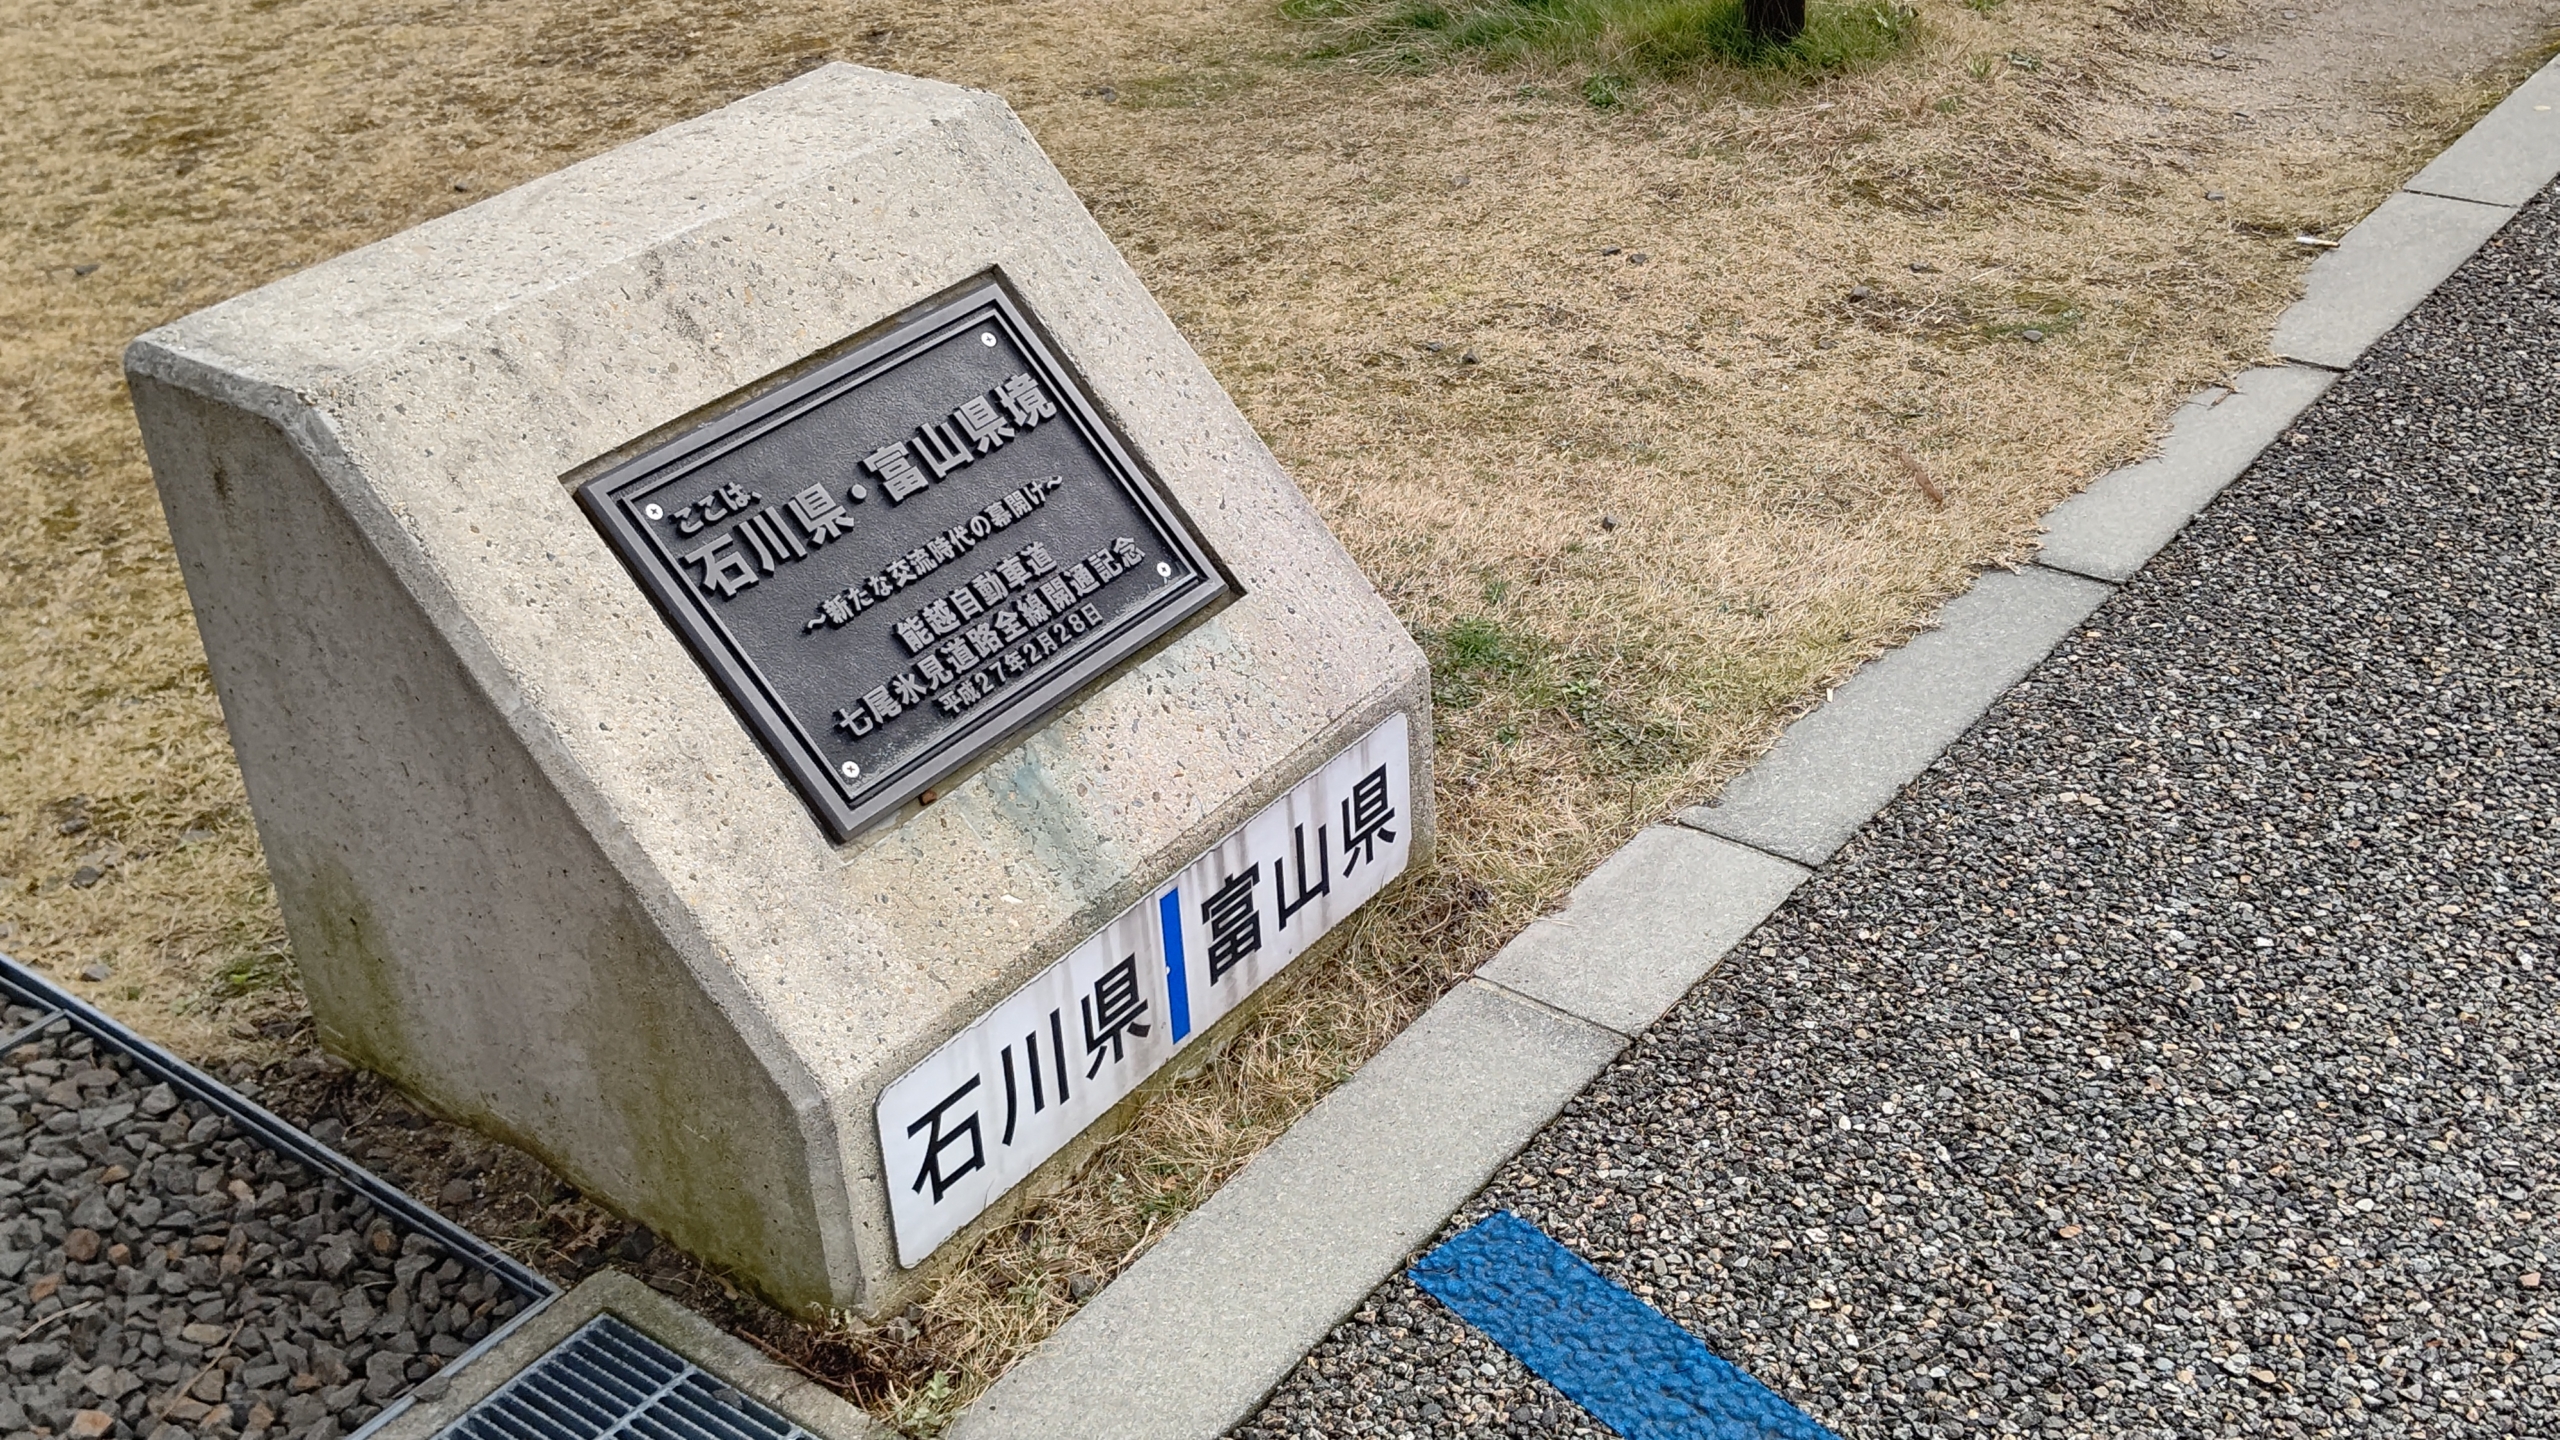 ここは、
石川県・富山県境
～新たな交流時代の幕開け～
能越自動車道
七尾氷見道路全線開通記念
平成27年2月28日
石川県 富山県